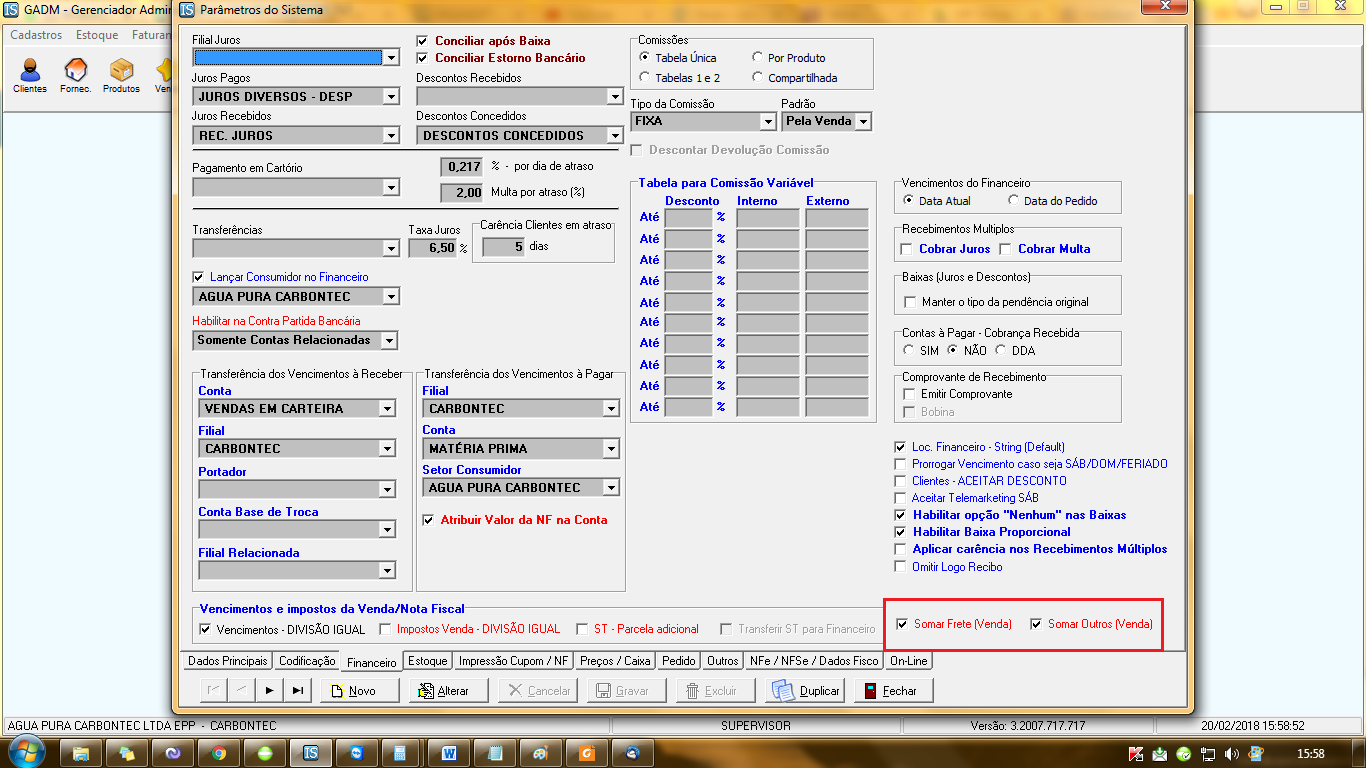 GADM - Gerenciador Admin
Parâmetros do Sistema
Cadastros Estoque Faturan
Clientes Fornec. Produtos
Filial Juros
Conciliar após Baixa
Conciliar Estorno Bancário
Juros Pagos
JUROS DIVERSOS - DESP
Descontos Recebidos
Juros Recebidos
REC. JUROS
Descontos Concedidos
DESCONTOS CONCEDIDOS
Pagamento em Cartório
0,217 % - por dia de atraso
2,00 Multa por atraso (%)
Transferências
Taxa Juros
6,50 %
Carência Clientes em atraso
5 dias
Lançar Consumidor no Financeiro
AGUA PURA CARBONTEC
Habilitar na Contra Partida Bancária
Somente Contas Relacionadas
Transferência dos Vencimentos à Receber
Conta
VENDAS EM CARTEIRA
Filial
CARBONTEC
Portador
Conta Base de Troca
Filial Relacionada
Transferência dos Vencimentos à Pagar
Filial
CARBONTEC
Conta
MATÉRIA PRIMA
Setor Consumidor
AGUA PURA CARBONTEC
Atribuir Valor da NF na Conta
Comissões
Tabela Única Por Produto
Tabelas 1 e 2 Compartilhada
Tipo da Comissão
FIXA
Padrão
Pela Venda
Descontar Devolução Comissão
Tabela para Comissão Variável
Desconto Interno Externo
Até %
Até %
Até %
Até %
Até %
Até %
Até %
Até %
Até %
Até %
Vencimentos do Financeiro
Data Atual Data do Pedido
Recebimentos Multiplos
Cobrar Juros Cobrar Multa
Baixas (Juros e Descontos)
Manter o tipo da pendência original
Contas à Pagar - Cobrança Recebida
SIM NÃO DDA
Comprovante de Recebimento
Emitir Comprovante
Bobina
Loc. Financeiro - String (Default)
Prorrogar Vencimento caso seja SÁB/DOM/FERIADO
Clientes - ACEITAR DESCONTO
Aceitar Telemarketing SÁB
Habilitar opção "Nenhum" nas Baixas
Habilitar Baixa Proporcional
Aplicar carência nos Recebimentos Múltiplos
Omitir Logo Recibo
Vencimentos e impostos da Venda/Nota Fiscal
Vencimentos - DIVISÃO IGUAL Impostos Venda - DIVISÃO IGUAL ST - Parcela adicional Transferir ST para Financeiro Somar Frete (Venda) Somar Outros (Venda)
Dados Principais Codificação Financeiro Estoque Impressão Cupom / NF Preços / Caixa Pedido Outros NFe / NFSe / Dados Fisco On-Line
Novo Alterar Cancelar Gravar Excluir Duplicar Fechar
AGUA PURA CARBONTEC LTDA EPP - CARBONTEC SUPERVISOR Versão: 3.2007.717.717 20/02/2018 15:58:52
15:58